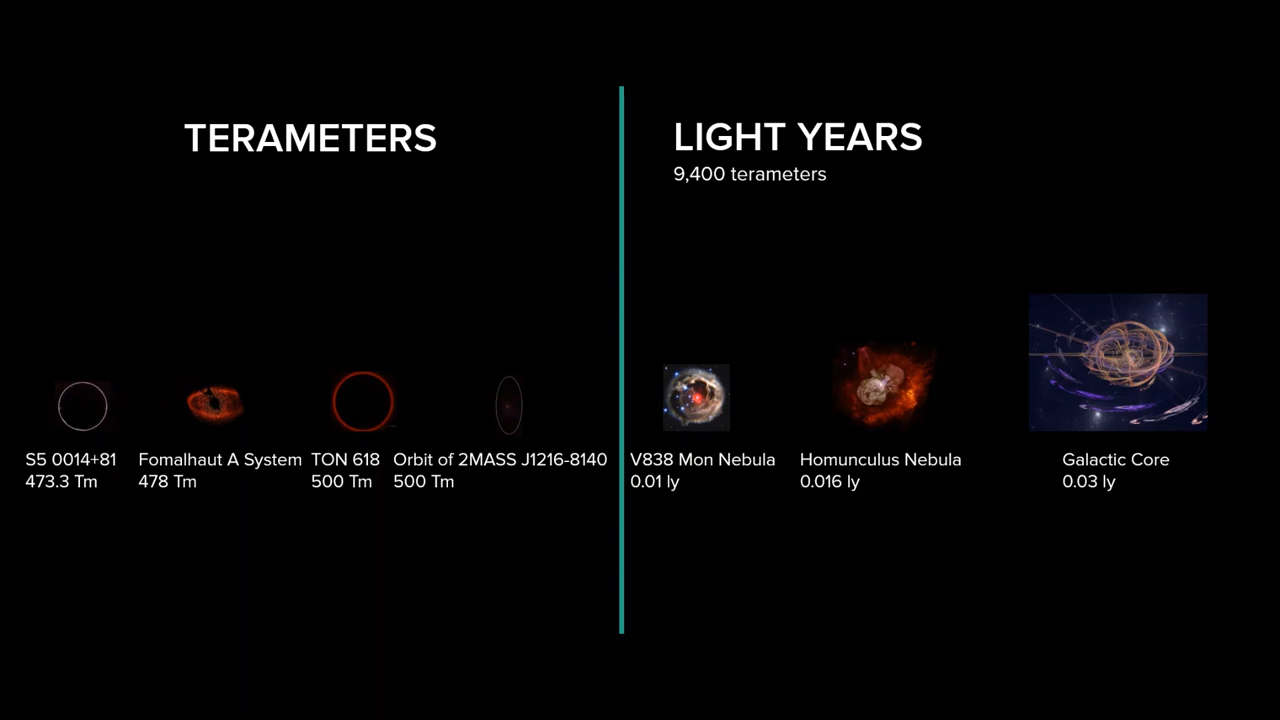 TERAMETERS
LIGHT YEARS
9,400 terameters
S5 0014+81
473.3 Tm
Fomalhaut A System
478 Tm
TON 618
500 Tm
Orbit of 2MASS J1216-8140
500 Tm
V838 Mon Nebula
0.01 ly
Homunculus Nebula
0.016 ly
Galactic Core
0.03 ly